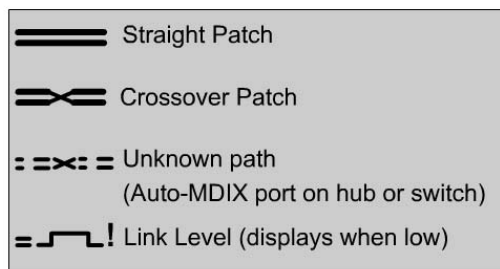 Straight Patch
Crossover Patch
Unknown path
(Auto-MDIX port on hub or switch)
! Link Level (displays when low)